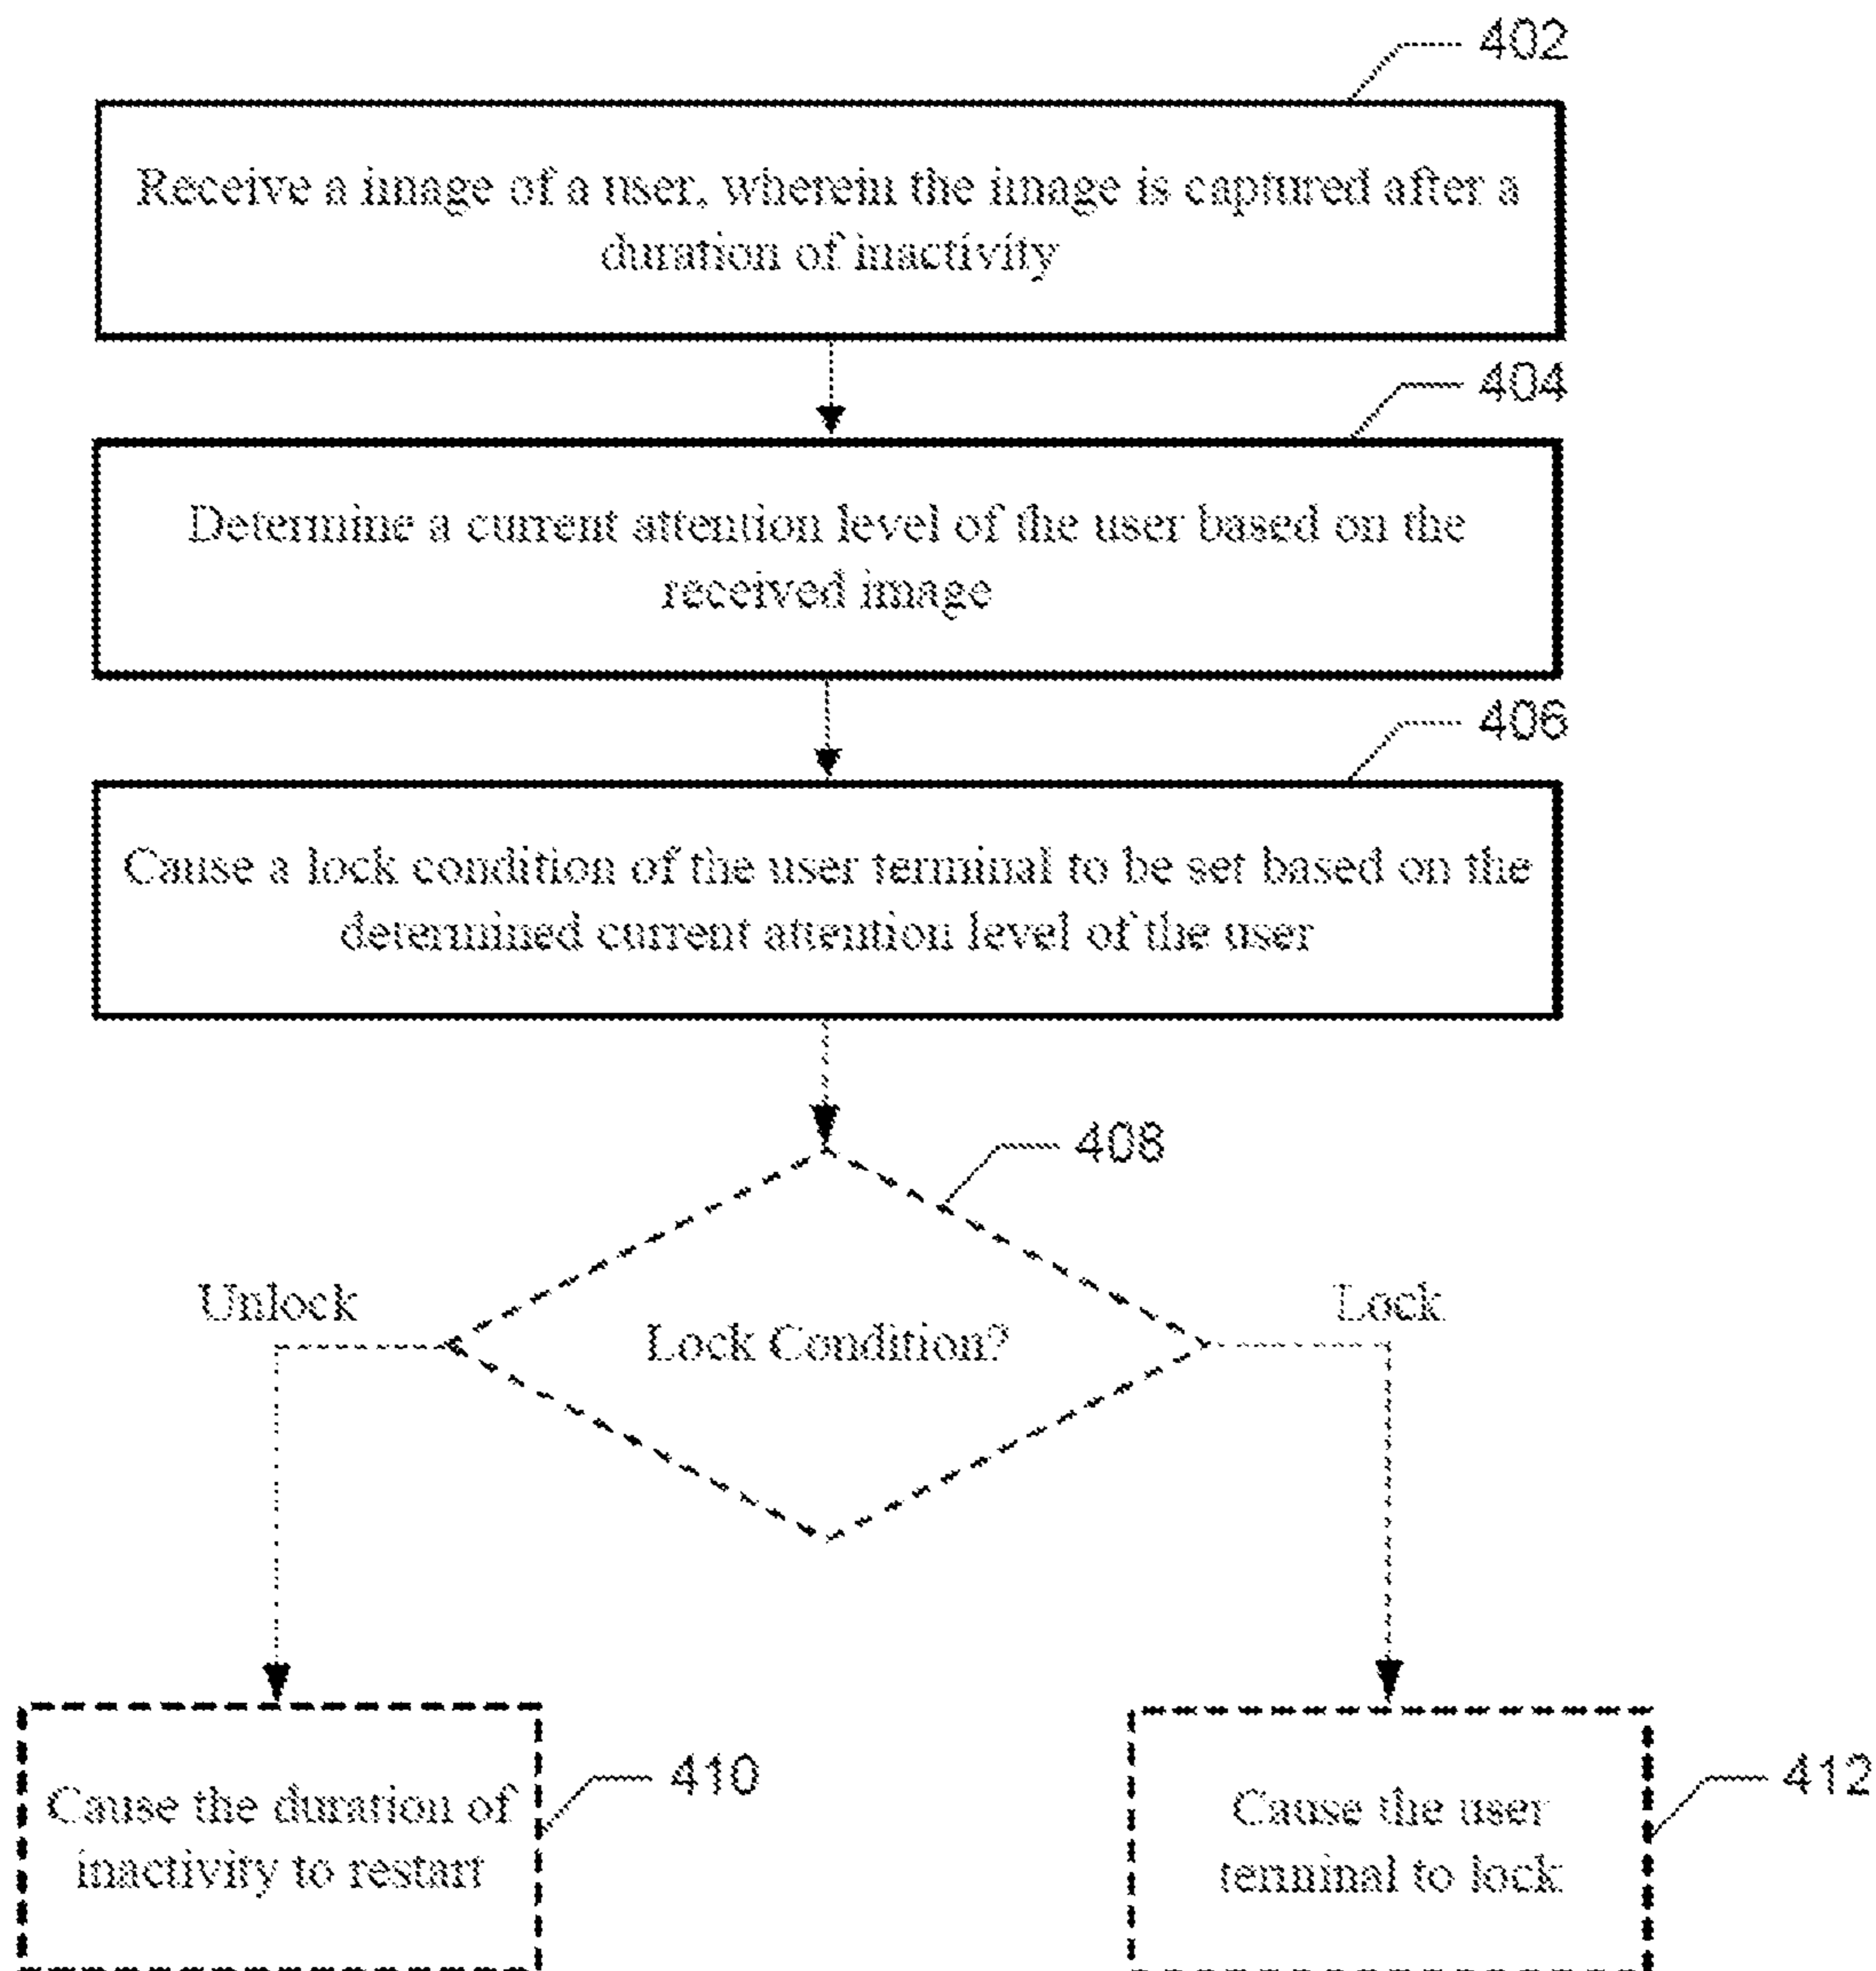 402
Receive a image of a user, wherein the image is captured after a
duration of inactivity
404
Determine a current attention level of the user based on the
received image
406
Cause a lock condition of the user terminal to be set based on the
determined current attention level of the user
408
Unlock
Lock Condition?
Lock
410
Cause the duration of
inactivity to restart
412
Cause the user
terminal to lock